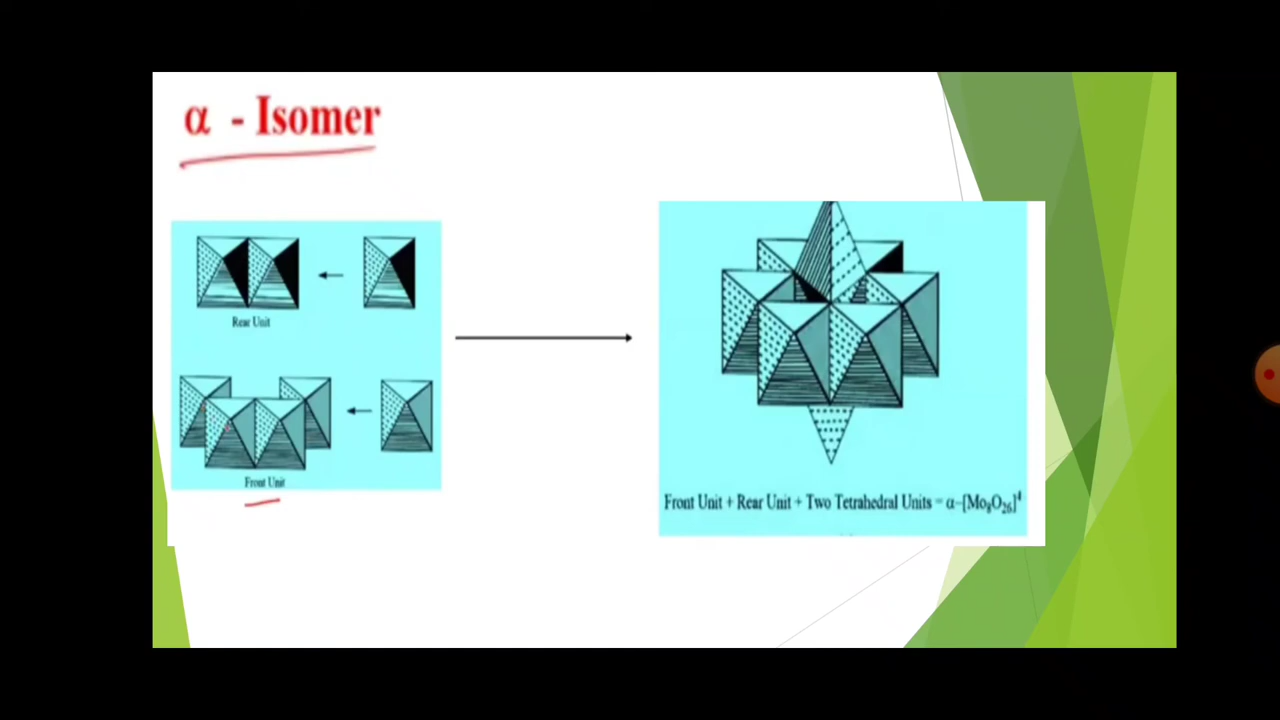 α - Isomer
Rear Unit
Front Unit
Front Unit + Rear Unit + Two Tetrahedral Units = α–[Mo₈O₂₆]⁴